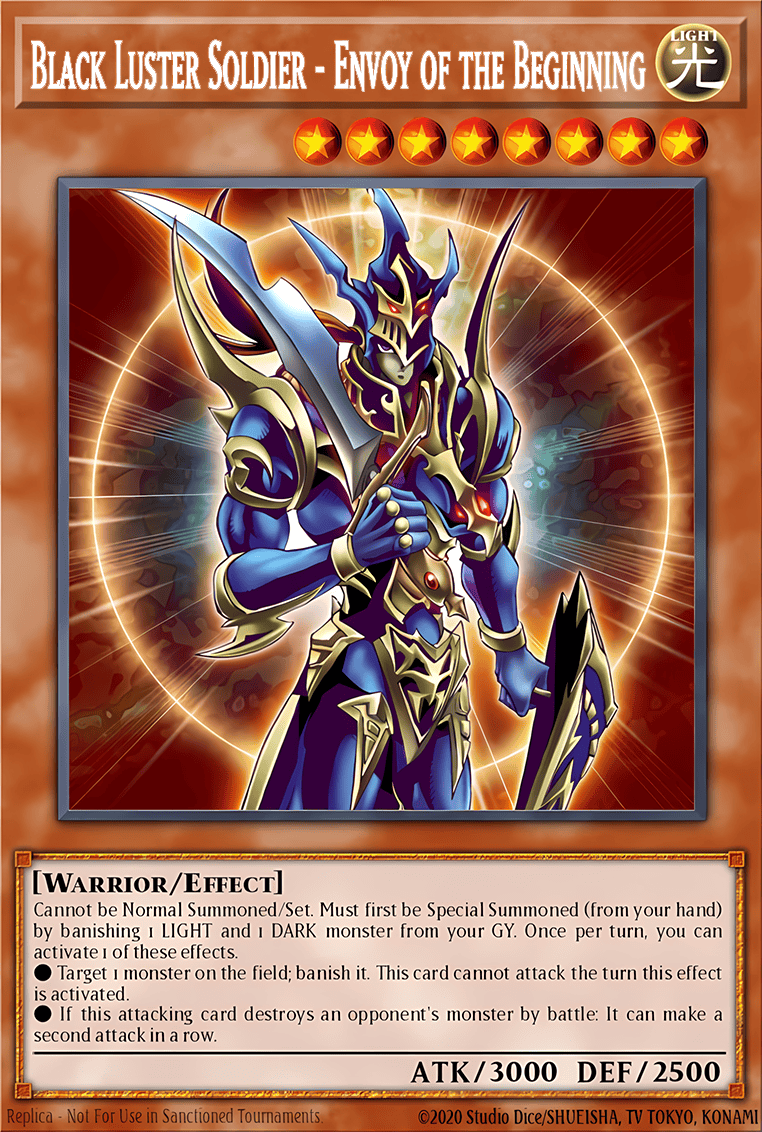 Black Luster Soldier - Envoy of the Beginning
LIGHT
光
[Warrior/Effect]
Cannot be Normal Summoned/Set. Must first be Special Summoned (from your hand)
by banishing 1 LIGHT and 1 DARK monster from your GY. Once per turn, you can
activate 1 of these effects.
● Target 1 monster on the field; banish it. This card cannot attack the turn this effect
is activated.
● If this attacking card destroys an opponent's monster by battle: It can make a
second attack in a row.
ATK/3000 DEF/2500
Replica - Not For Use in Sanctioned Tournaments.
©2020 Studio Dice/SHUEISHA, TV TOKYO, KONAMI